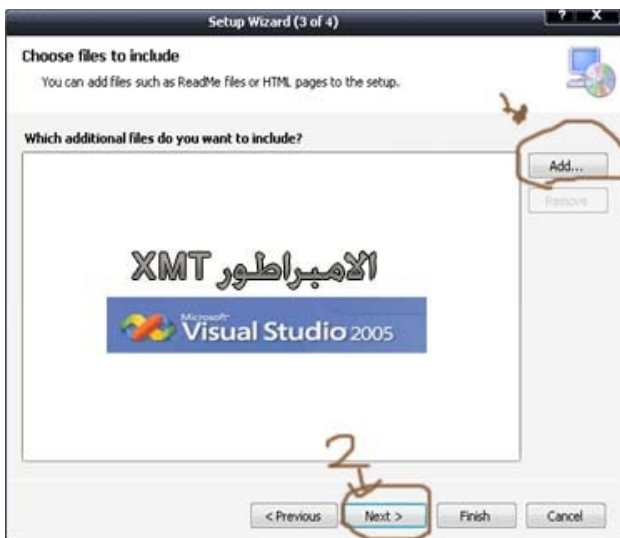 Setup Wizard (3 of 4)
? X
Choose files to include
You can add files such as ReadMe files or HTML pages to the setup.
Which additional files do you want to include?
Add...
Remove
الامبراطور XMT
Microsoft
Visual Studio 2005
2
< Previous Next > Finish Cancel